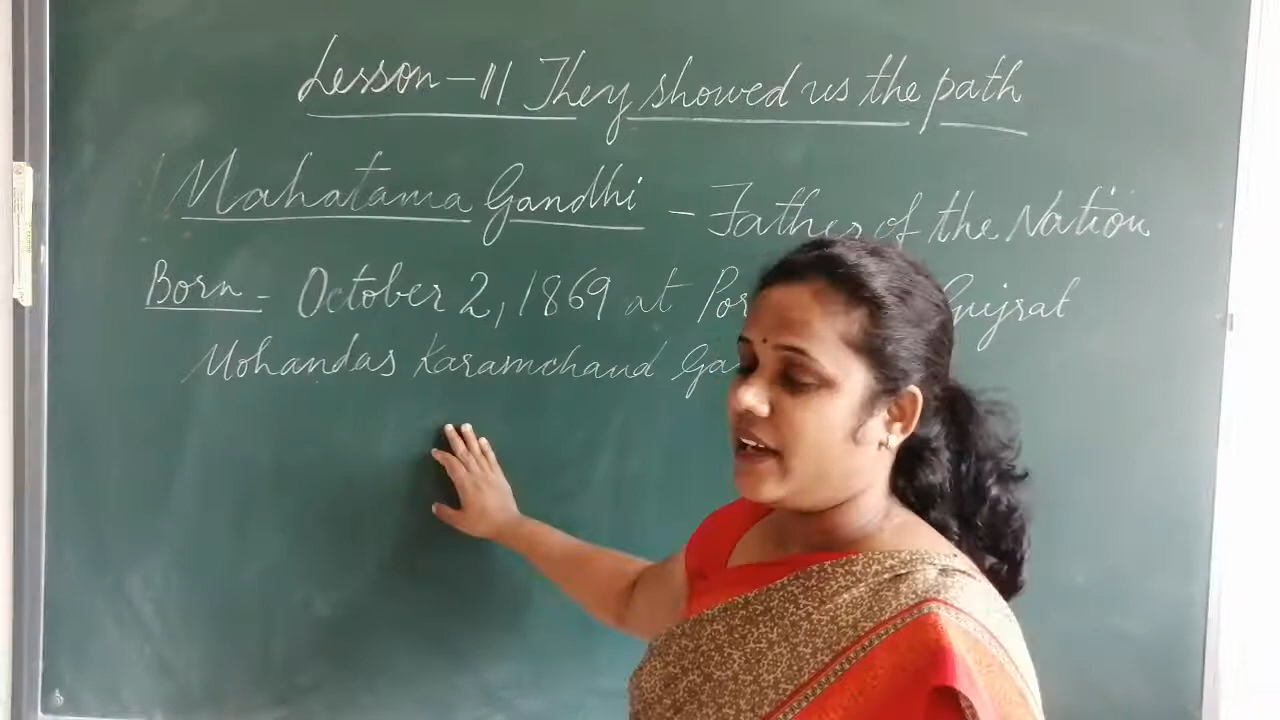 Lesson-11 They showed us the path
Mahatama Gandhi - Father of the Nation
Born - October 2, 1869 at Gujrat
Mohandas Karamchand